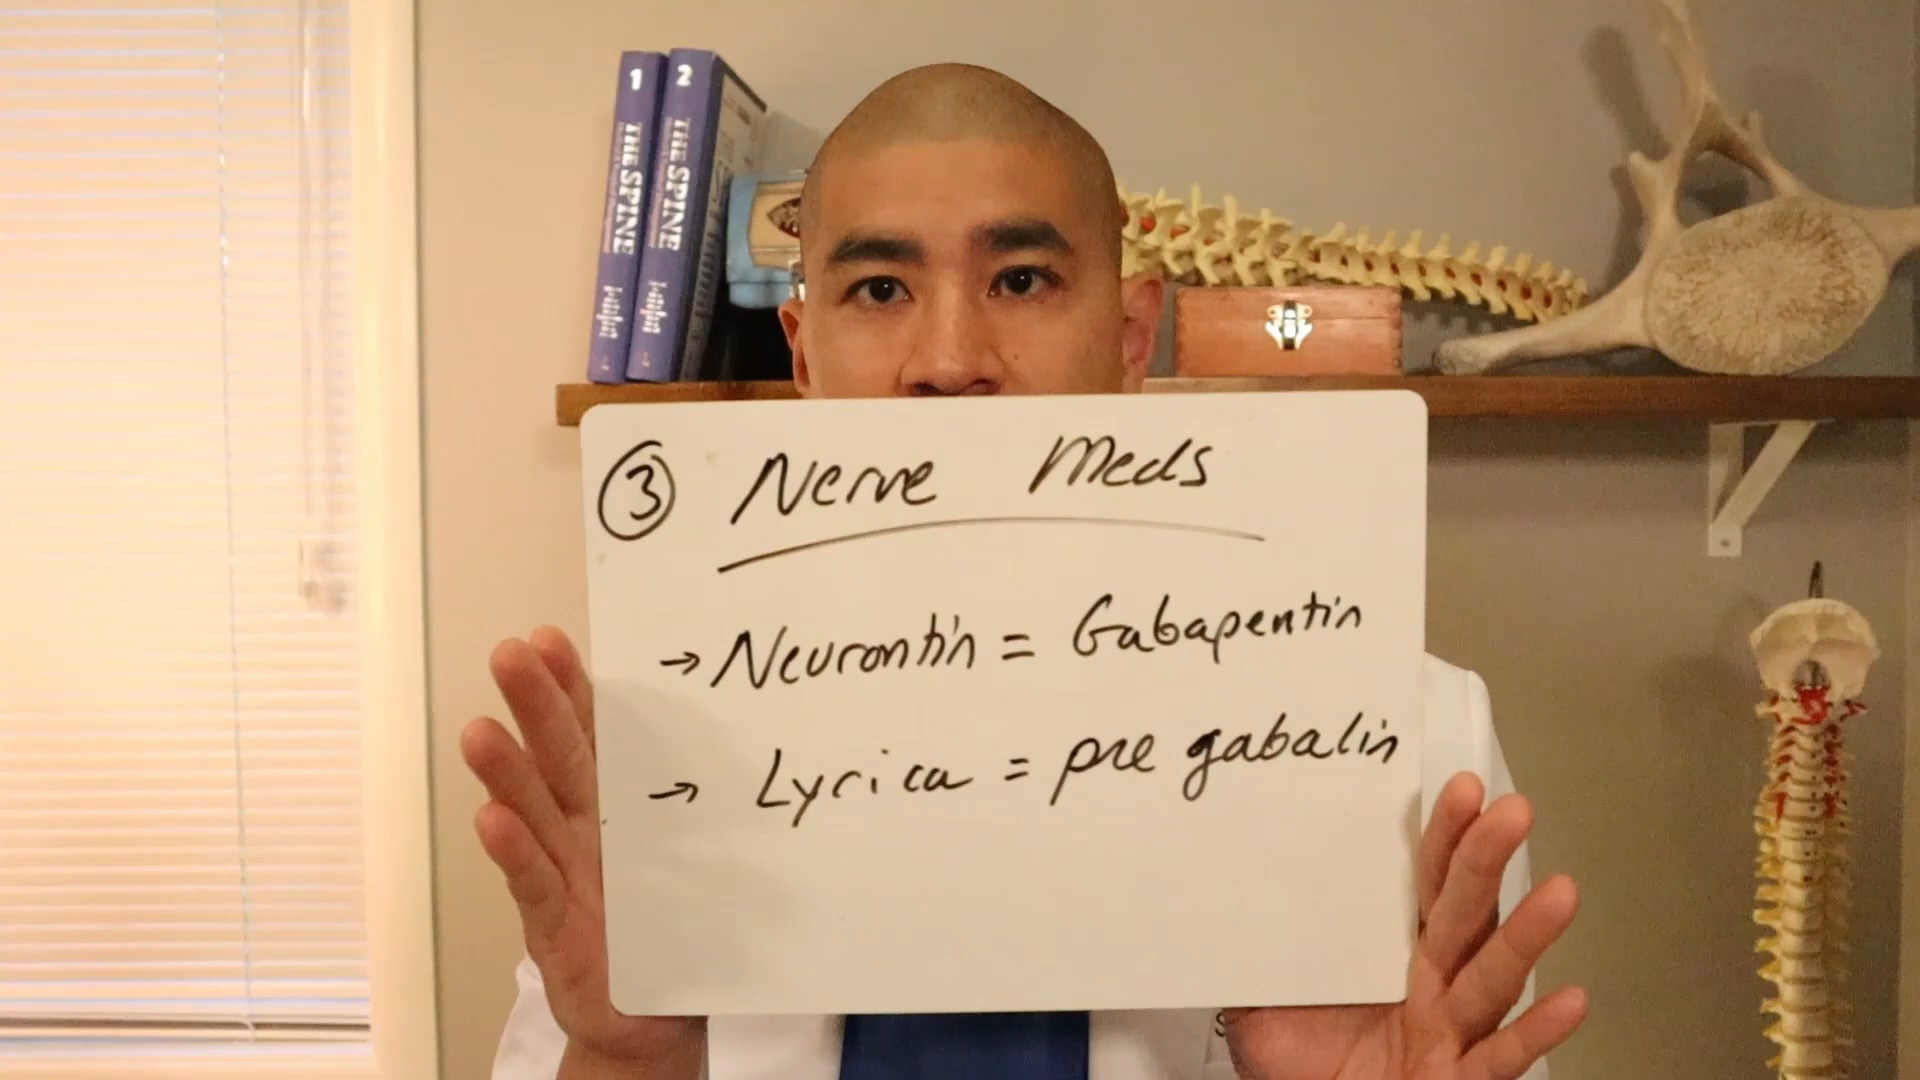 1
THE SPINE
2
THE SPINE
③ Nerve Meds
→ Neurontin = Gabapentin
→ Lyrica = pre gabalin